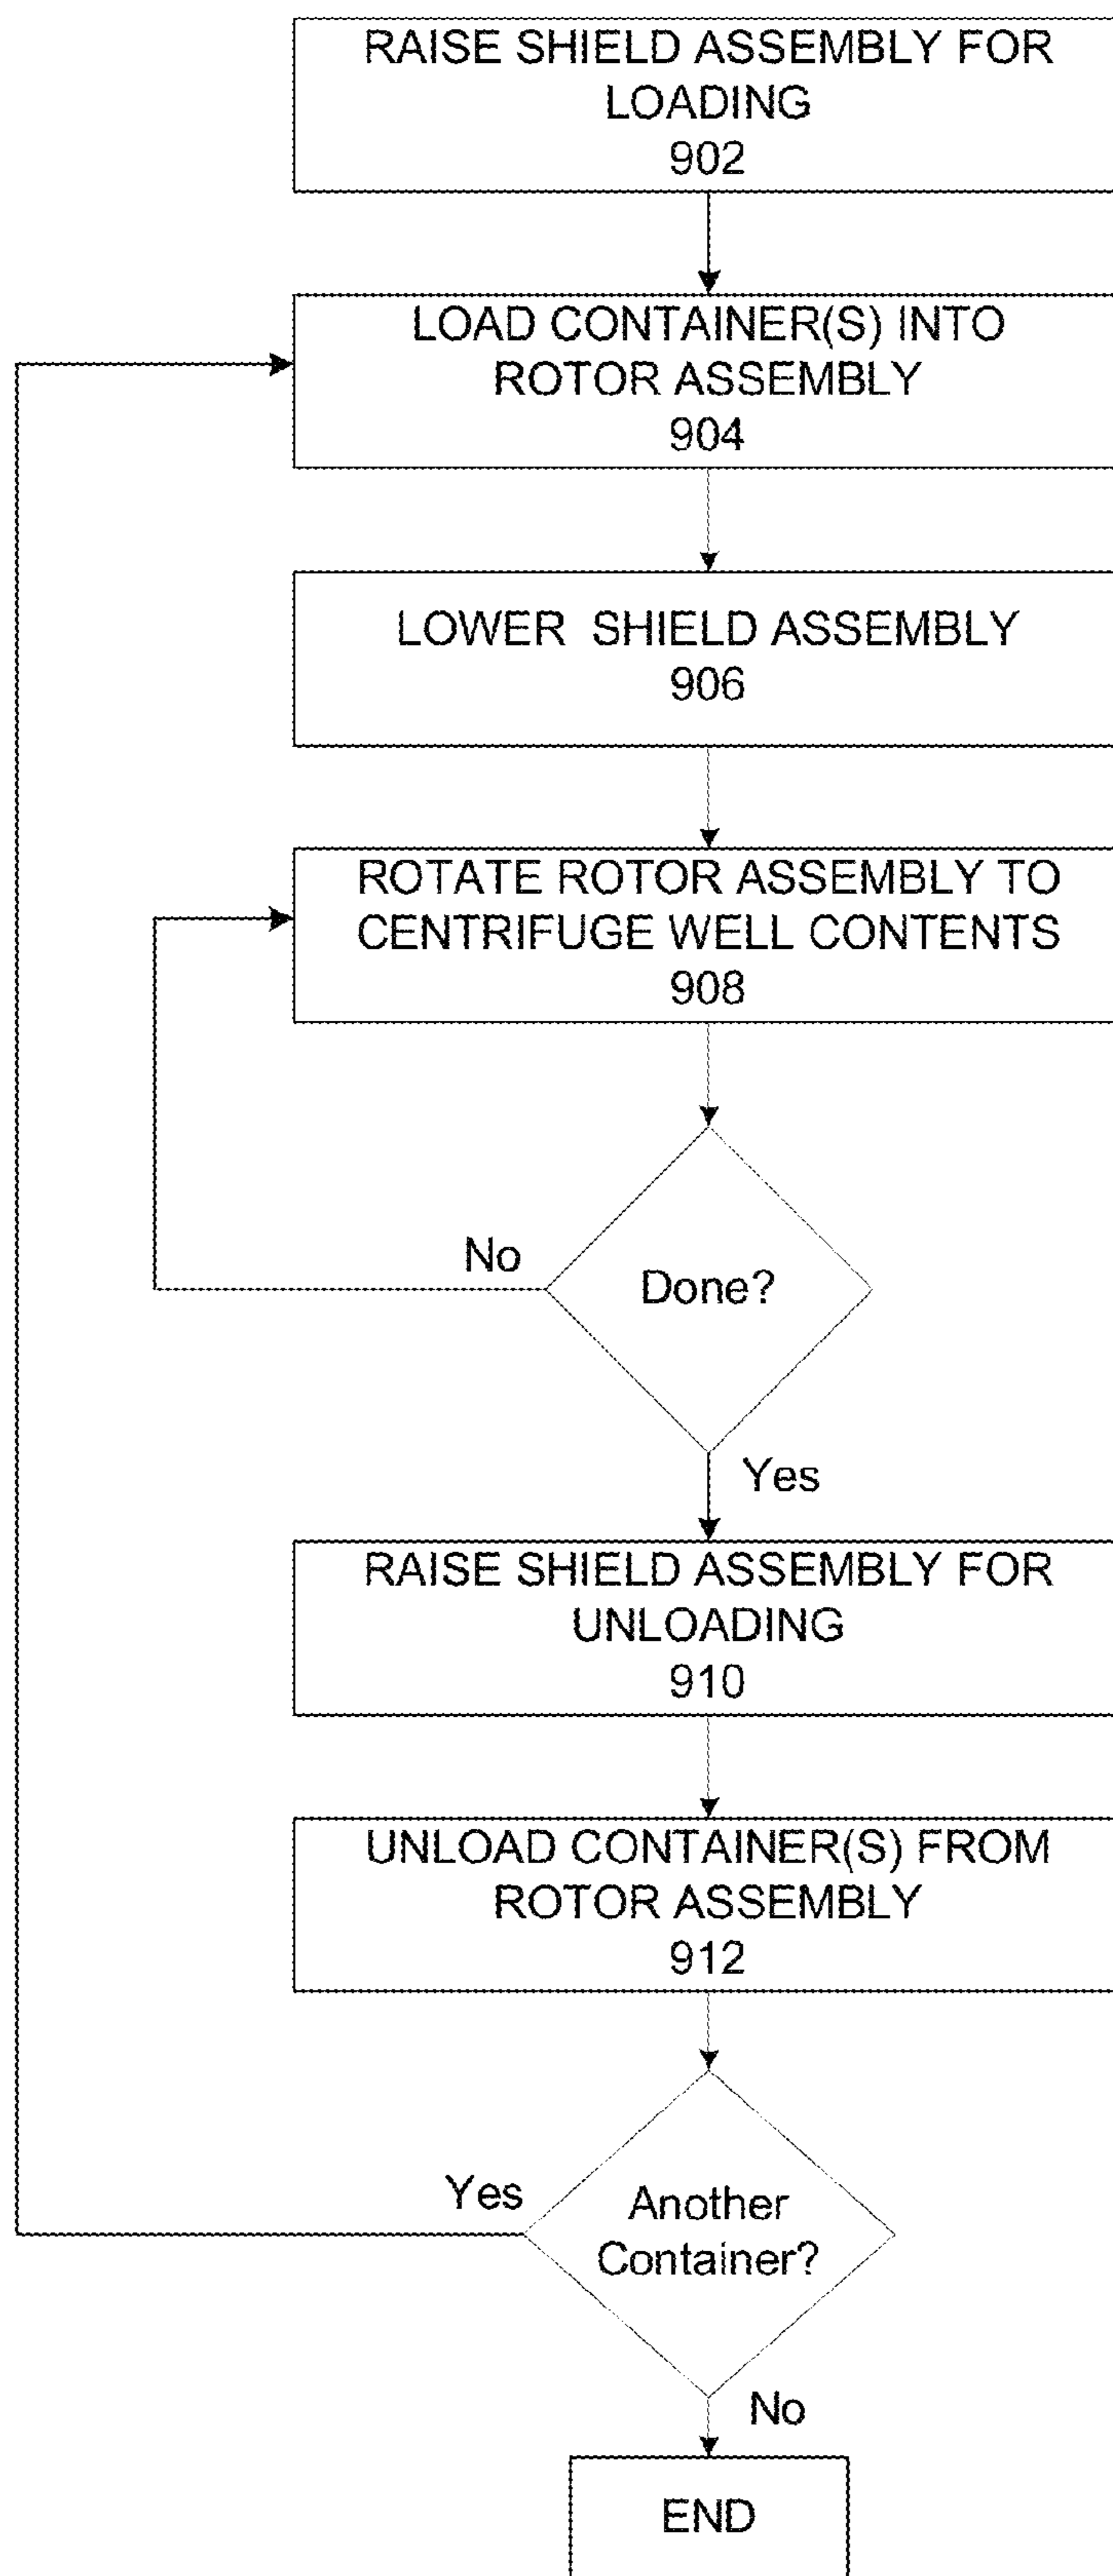 RAISE SHIELD ASSEMBLY FOR
LOADING
902
LOAD CONTAINER(S) INTO
ROTOR ASSEMBLY
904
LOWER SHIELD ASSEMBLY
906
ROTATE ROTOR ASSEMBLY TO
CENTRIFUGE WELL CONTENTS
908
No
Done?
Yes
RAISE SHIELD ASSEMBLY FOR
UNLOADING
910
UNLOAD CONTAINER(S) FROM
ROTOR ASSEMBLY
912
Yes
Another
Container?
No
END